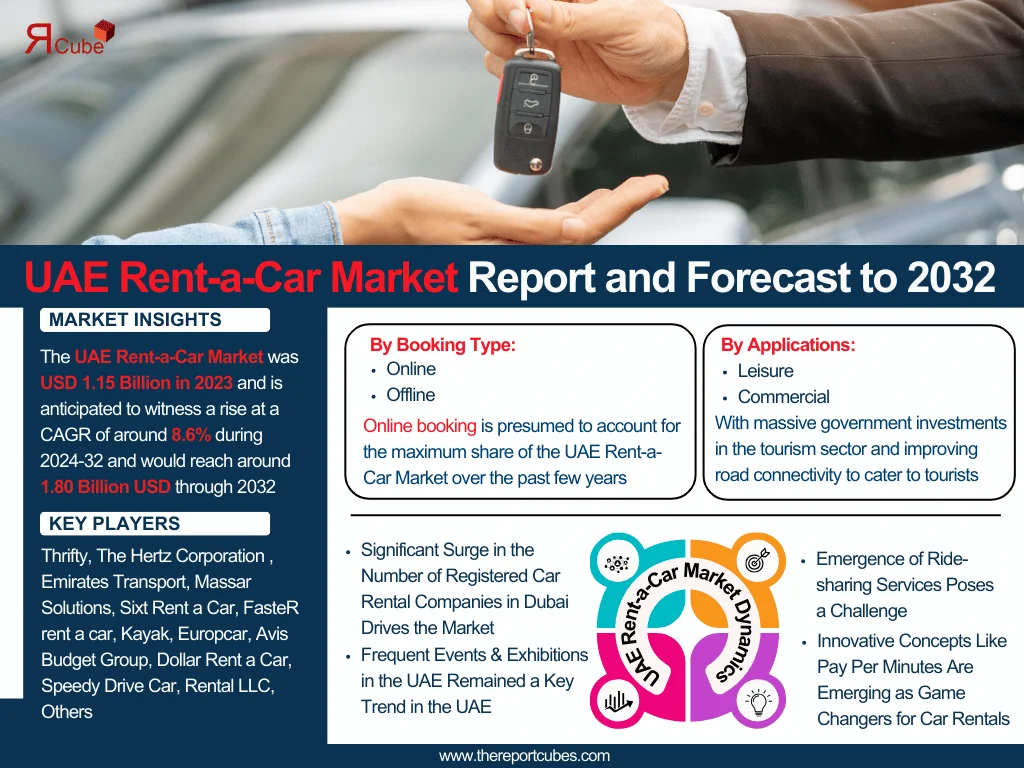 Я Cube
UAE Rent-a-Car Market Report and Forecast to 2032
MARKET INSIGHTS
The UAE Rent-a-Car Market was
USD 1.15 Billion in 2023 and is
anticipated to witness a rise at a
CAGR of around 8.6% during
2024-32 and would reach around
1.80 Billion USD through 2032
KEY PLAYERS
Thrifty, The Hertz Corporation ,
Emirates Transport, Massar
Solutions, Sixt Rent a Car, FasteR
rent a car, Kayak, Europcar, Avis
Budget Group, Dollar Rent a Car,
Speedy Drive Car, Rental LLC,
Others
By Booking Type:
• Online
• Offline
Online booking is presumed to account for
the maximum share of the UAE Rent-a-
Car Market over the past few years
By Applications:
• Leisure
• Commercial
With massive government investments
in the tourism sector and improving
road connectivity to cater to tourists
• Significant Surge in the
Number of Registered Car
Rental Companies in Dubai
Drives the Market
• Frequent Events & Exhibitions
in the UAE Remained a Key
Trend in the UAE
UAE Rent-a-Car Market Dynamics
• Emergence of Ride-
sharing Services Poses
a Challenge
• Innovative Concepts Like
Pay Per Minutes Are
Emerging as Game
Changers for Car Rentals
www.thereportcubes.com